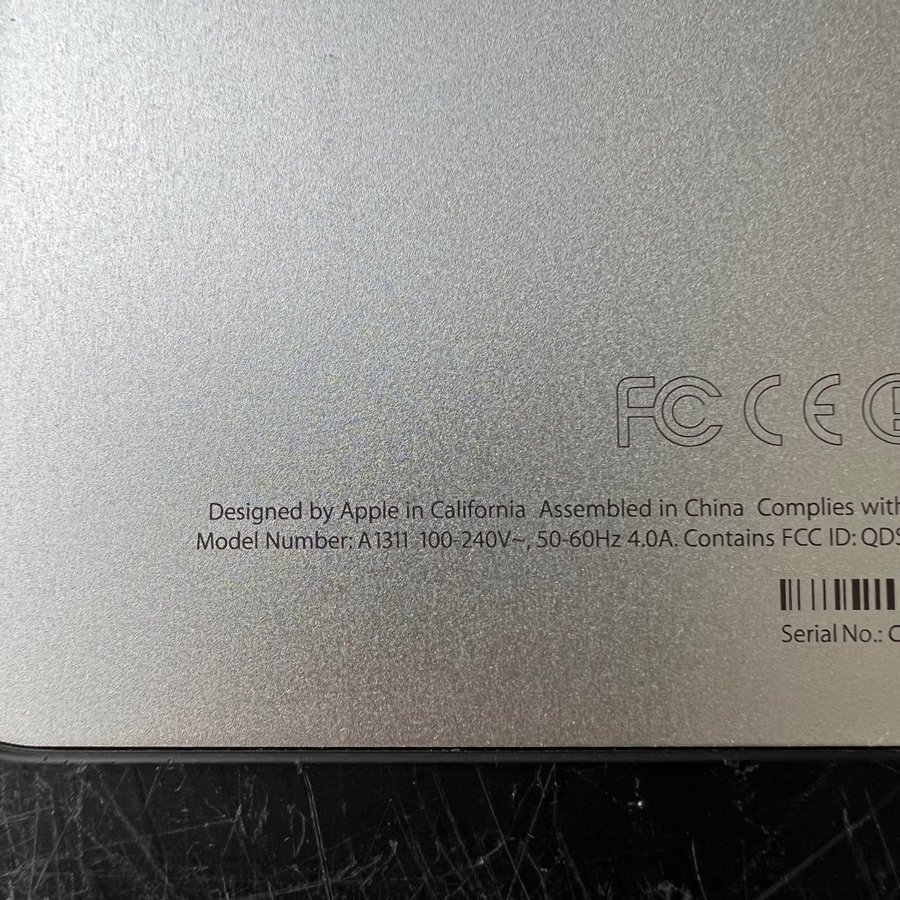 FC CE
Designed by Apple in California Assembled in China Complies with
Model Number: A1311 100-240V~, 50-60Hz 4.0A. Contains FCC ID: QDS
Serial No.: C